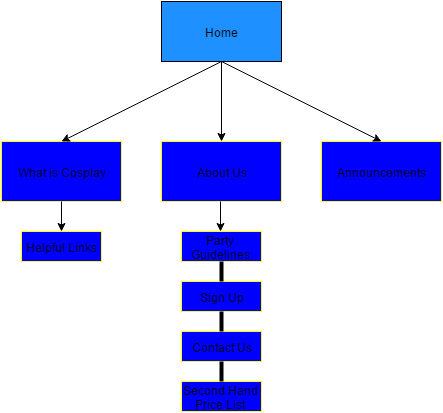 Home
What is Cosplay
About Us
Announcements
Helpful Links
Party
Guidelines
Sign Up
Contact Us
Second Hand
Price List